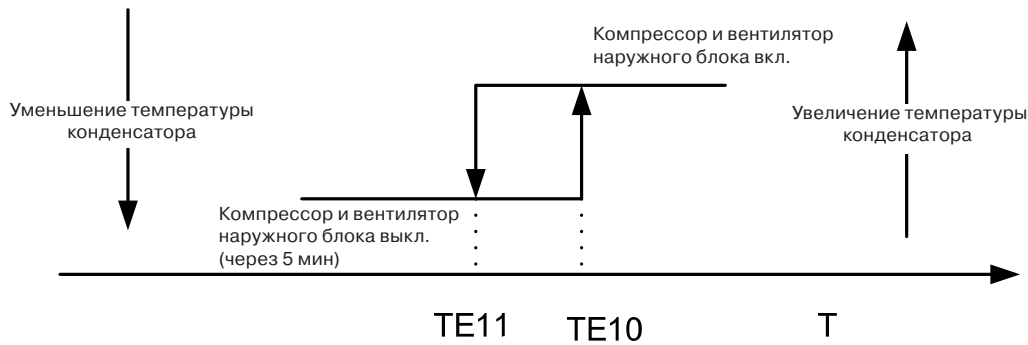 Компрессор и вентилятор
наружного блока вкл.
Уменьшение температуры
конденсатора
Увеличение температуры
конденсатора
Компрессор и вентилятор
наружного блока выкл.
(через 5 мин)
TE11
TE10
T